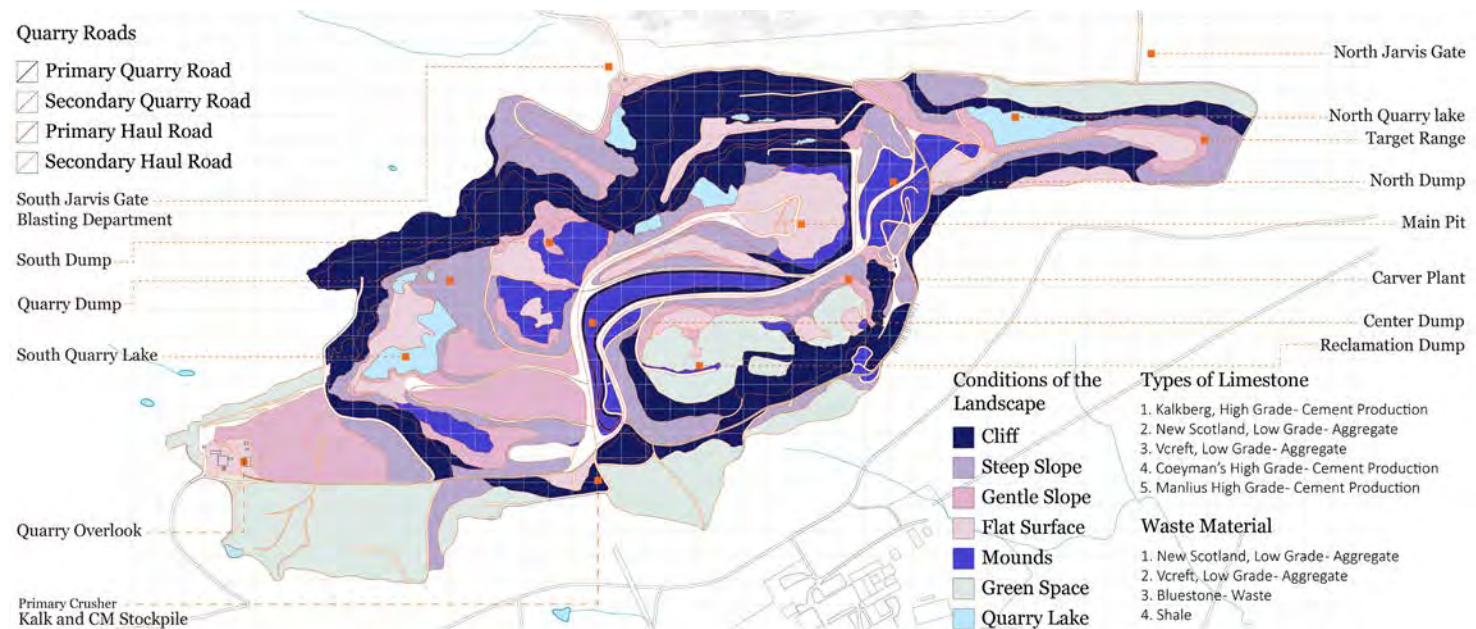 Quarry Roads
Primary Quarry Road
Secondary Quarry Road
Primary Haul Road
Secondary Haul Road
South Jarvis Gate
Blasting Department
South Dump
Quarry Dump
South Quarry Lake
Quarry Overlook
Primary Crusher
Kalk and CM Stockpile
North Jarvis Gate
North Quarry lake
Target Range
North Dump
Main Pit
Carver Plant
Center Dump
Reclamation Dump
Conditions of the
Landscape
Cliff
Steep Slope
Gentle Slope
Flat Surface
Mounds
Green Space
Quarry Lake
Types of Limestone
1. Kalkberg, High Grade- Cement Production
2. New Scotland, Low Grade- Aggregate
3. Vcreft, Low Grade- Aggregate
4. Coeyman's High Grade- Cement Production
5. Manlius High Grade- Cement Production
Waste Material
1. New Scotland, Low Grade- Aggregate
2. Vcreft, Low Grade- Aggregate
3. Bluestone- Waste
4. Shale